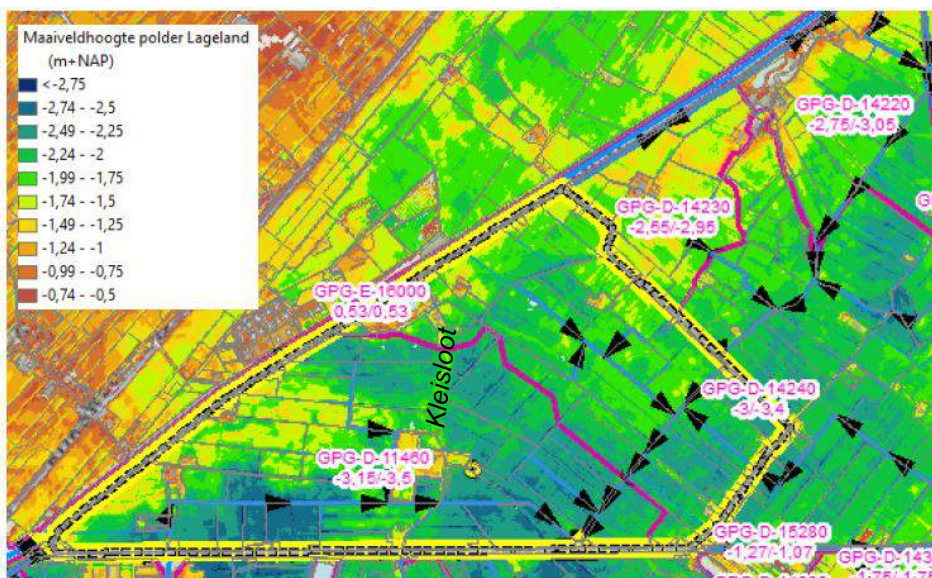 Maaiveldhoogte polder Lageland
(m+NAP)
<-2,75
-2,74 - -2,5
-2,49 - -2,25
-2,24 - -2
-1,99 - -1,75
-1,74 - -1,5
-1,49 - -1,25
-1,24 - -1
-0,99 - -0,75
-0,74 - -0,5
GPG-D-14220
-2,75/-3,05
GPG-D-14230
-2,55/-2,95
GPG-E-16000
0,53/0,53
Kleisloot
GPG-D-14240
-3/-3,4
GPG-D-11460
-3,15/-3,5
GPG-D-15280
-1,27/-1,07